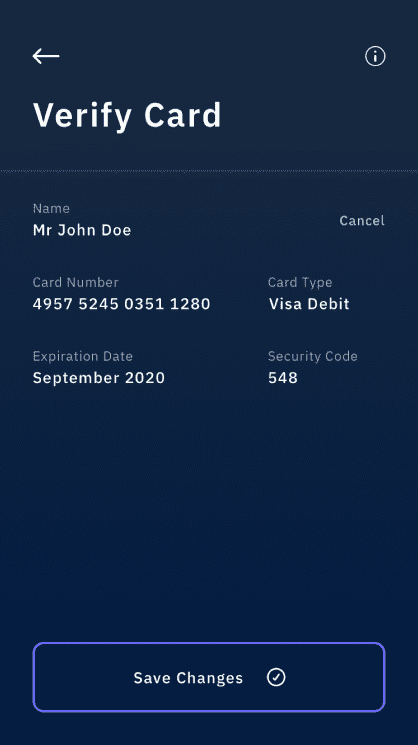 Verify Card
Name
Mr John Doe
Cancel
Card Number
4957 5245 0351 1280
Card Type
Visa Debit
Expiration Date
September 2020
Security Code
548
Save Changes